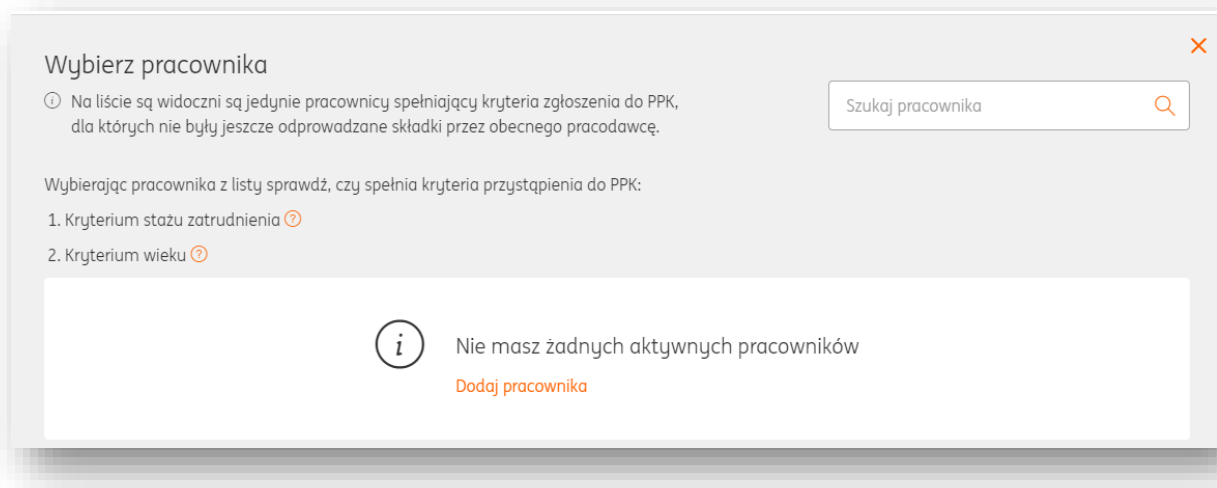 Wybierz pracownika
Na liście są widoczni są jedynie pracownicy spełniający kryteria zgłoszenia do PPK,
dla których nie były jeszcze odprowadzane składki przez obecnego pracodawcę.
Szukaj pracownika
Wybierając pracownika z listy sprawdź, czy spełnia kryteria przystąpienia do PPK:
1. Kryterium stażu zatrudnienia
2. Kryterium wieku
Nie masz żadnych aktywnych pracowników
Dodaj pracownika